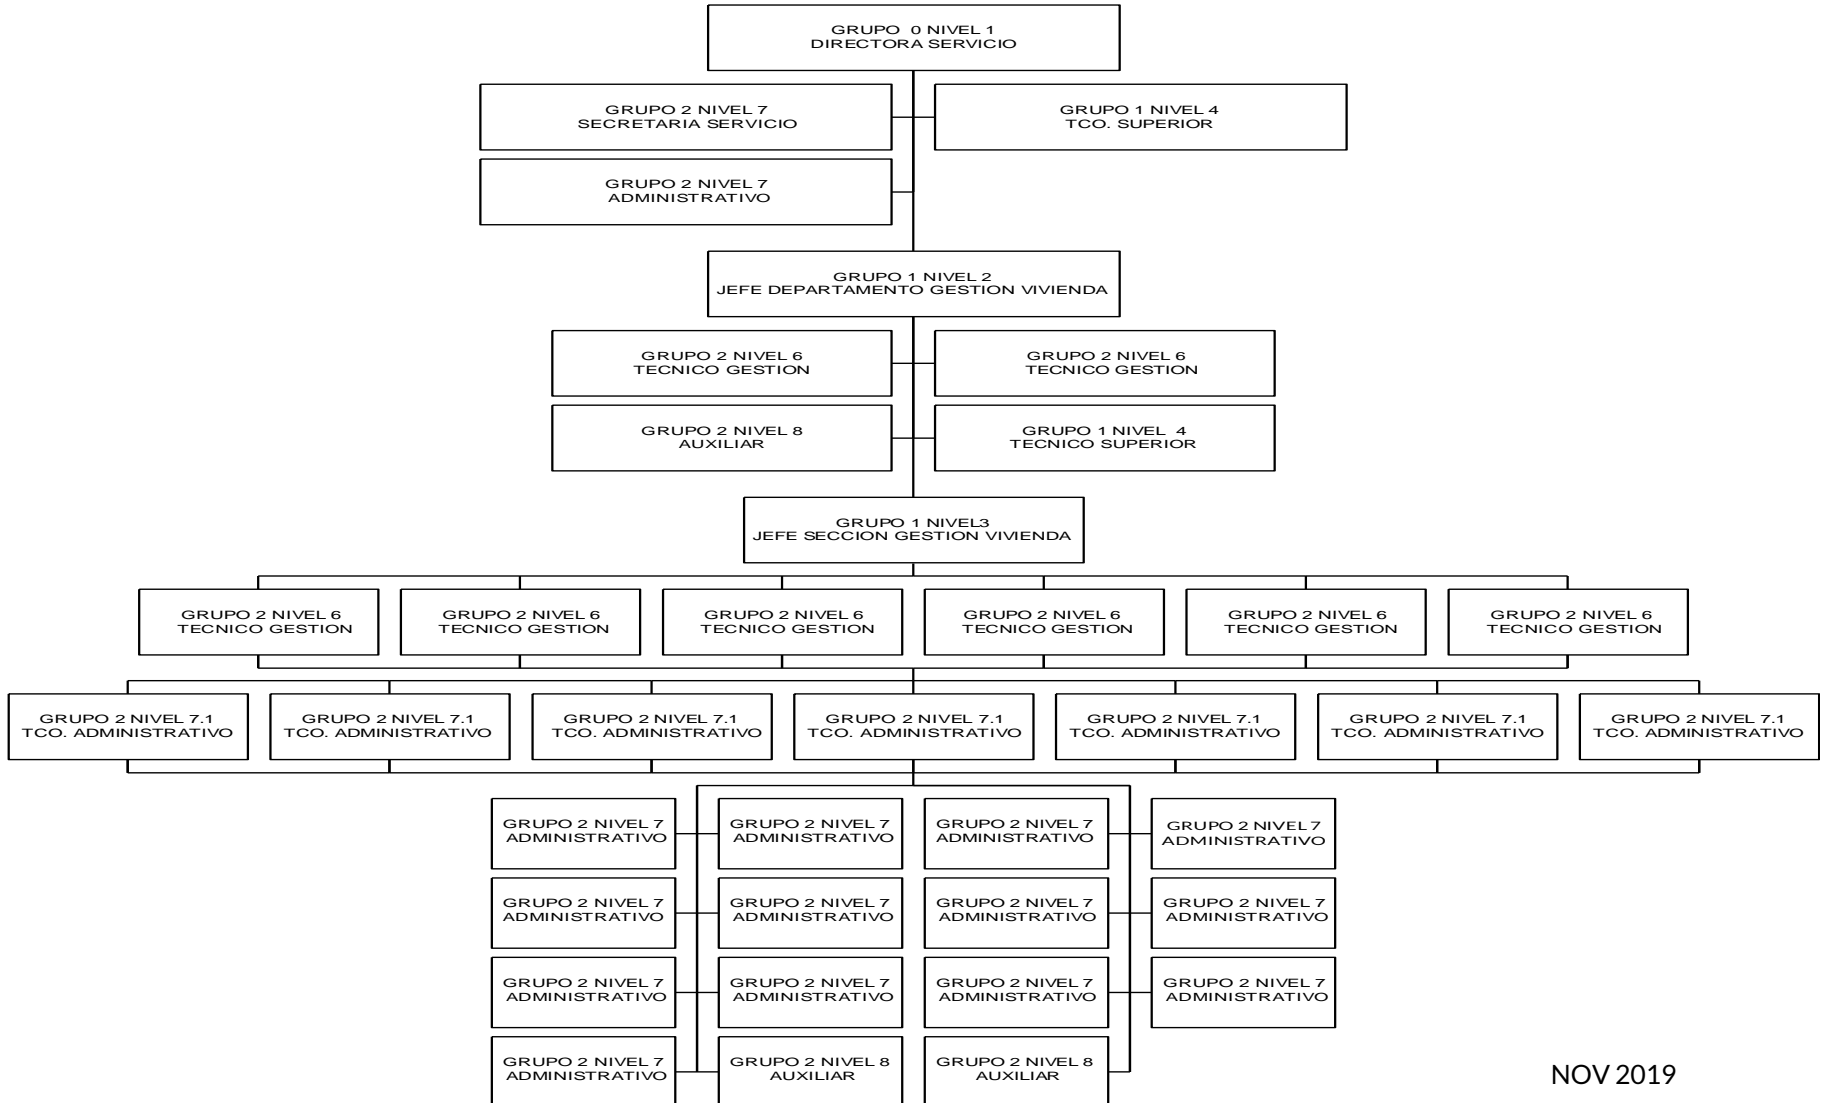 GRUPO 0 NIVEL 1
DIRECTORA SERVICIO
GRUPO 2 NIVEL 7
SECRETARIA SERVICIO
GRUPO 1 NIVEL 4
TCO. SUPERIOR
GRUPO 2 NIVEL 7
ADMINISTRATIVO
GRUPO 1 NIVEL 2
JEFE DEPARTAMENTO GESTION VIVIENDA
GRUPO 2 NIVEL 6
TECNICO GESTION
GRUPO 2 NIVEL 6
TECNICO GESTION
GRUPO 2 NIVEL 8
AUXILIAR
GRUPO 1 NIVEL 4
TECNICO SUPERIOR
GRUPO 1 NIVEL3
JEFE SECCION GESTION VIVIENDA
GRUPO 2 NIVEL 6
TECNICO GESTION
GRUPO 2 NIVEL 6
TECNICO GESTION
GRUPO 2 NIVEL 6
TECNICO GESTION
GRUPO 2 NIVEL 6
TECNICO GESTION
GRUPO 2 NIVEL 6
TECNICO GESTION
GRUPO 2 NIVEL 6
TECNICO GESTION
GRUPO 2 NIVEL 7.1
TCO. ADMINISTRATIVO
GRUPO 2 NIVEL 7.1
TCO. ADMINISTRATIVO
GRUPO 2 NIVEL 7.1
TCO. ADMINISTRATIVO
GRUPO 2 NIVEL 7.1
TCO. ADMINISTRATIVO
GRUPO 2 NIVEL 7.1
TCO. ADMINISTRATIVO
GRUPO 2 NIVEL 7.1
TCO. ADMINISTRATIVO
GRUPO 2 NIVEL 7.1
TCO. ADMINISTRATIVO
GRUPO 2 NIVEL 7
ADMINISTRATIVO
GRUPO 2 NIVEL 7
ADMINISTRATIVO
GRUPO 2 NIVEL 7
ADMINISTRATIVO
GRUPO 2 NIVEL 7
ADMINISTRATIVO
GRUPO 2 NIVEL 7
ADMINISTRATIVO
GRUPO 2 NIVEL 7
ADMINISTRATIVO
GRUPO 2 NIVEL 7
ADMINISTRATIVO
GRUPO 2 NIVEL 7
ADMINISTRATIVO
GRUPO 2 NIVEL 7
ADMINISTRATIVO
GRUPO 2 NIVEL 7
ADMINISTRATIVO
GRUPO 2 NIVEL 7
ADMINISTRATIVO
GRUPO 2 NIVEL 7
ADMINISTRATIVO
GRUPO 2 NIVEL 7
ADMINISTRATIVO
GRUPO 2 NIVEL 8
AUXILIAR
GRUPO 2 NIVEL 8
AUXILIAR
NOV 2019